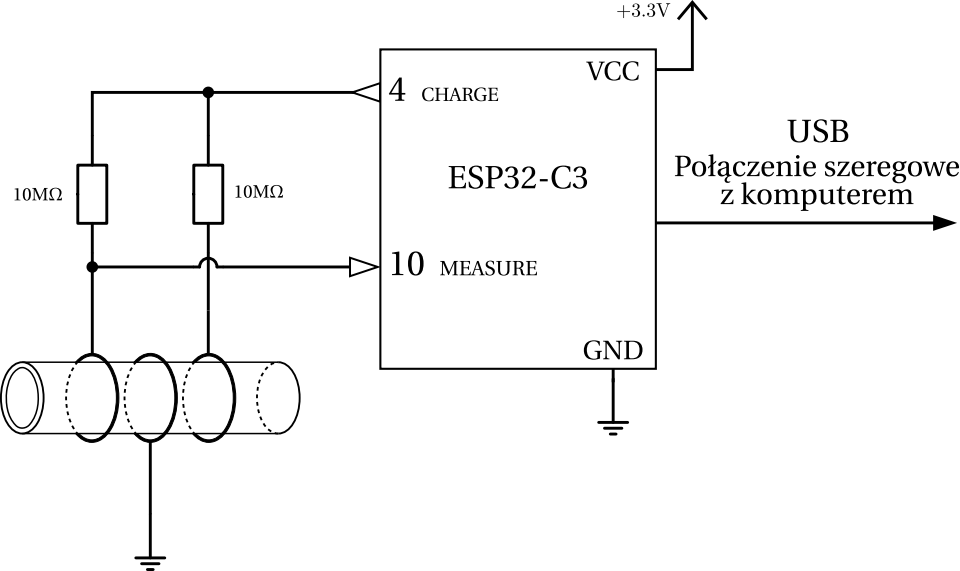 +3.3V
VCC
4 CHARGE
USB
Połączenie szeregowe
z komputerem
ESP32-C3
10MΩ
10MΩ
10 MEASURE
GND